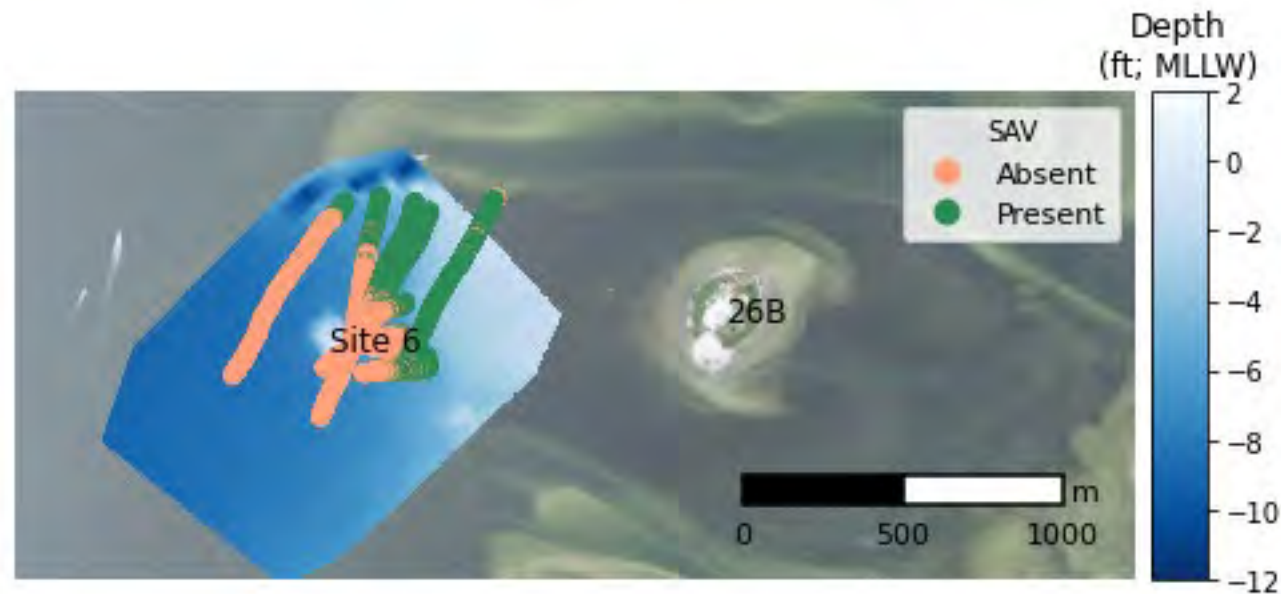 Depth
(ft; MLLW)
SAV
Absent
Present
Site 6
26B
m
0 500 1000
2
0
−2
−4
−6
−8
−10
−12